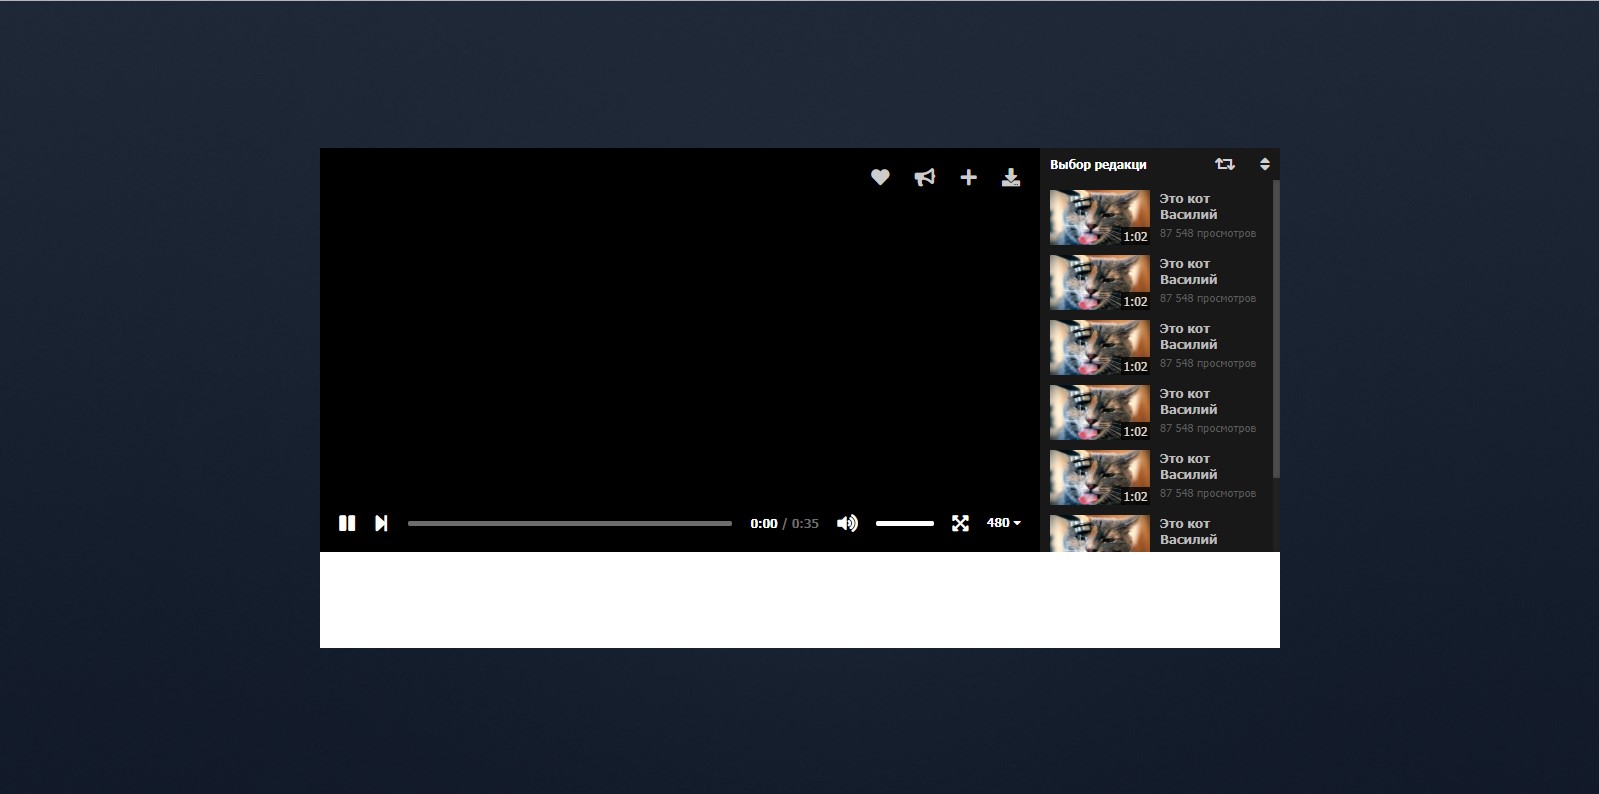 Выбор редакци
Это кот
Василий
87 548 просмотров
1:02
Это кот
Василий
87 548 просмотров
1:02
Это кот
Василий
87 548 просмотров
1:02
Это кот
Василий
87 548 просмотров
1:02
Это кот
Василий
87 548 просмотров
1:02
Это кот
Василий
0:00 / 0:35
480